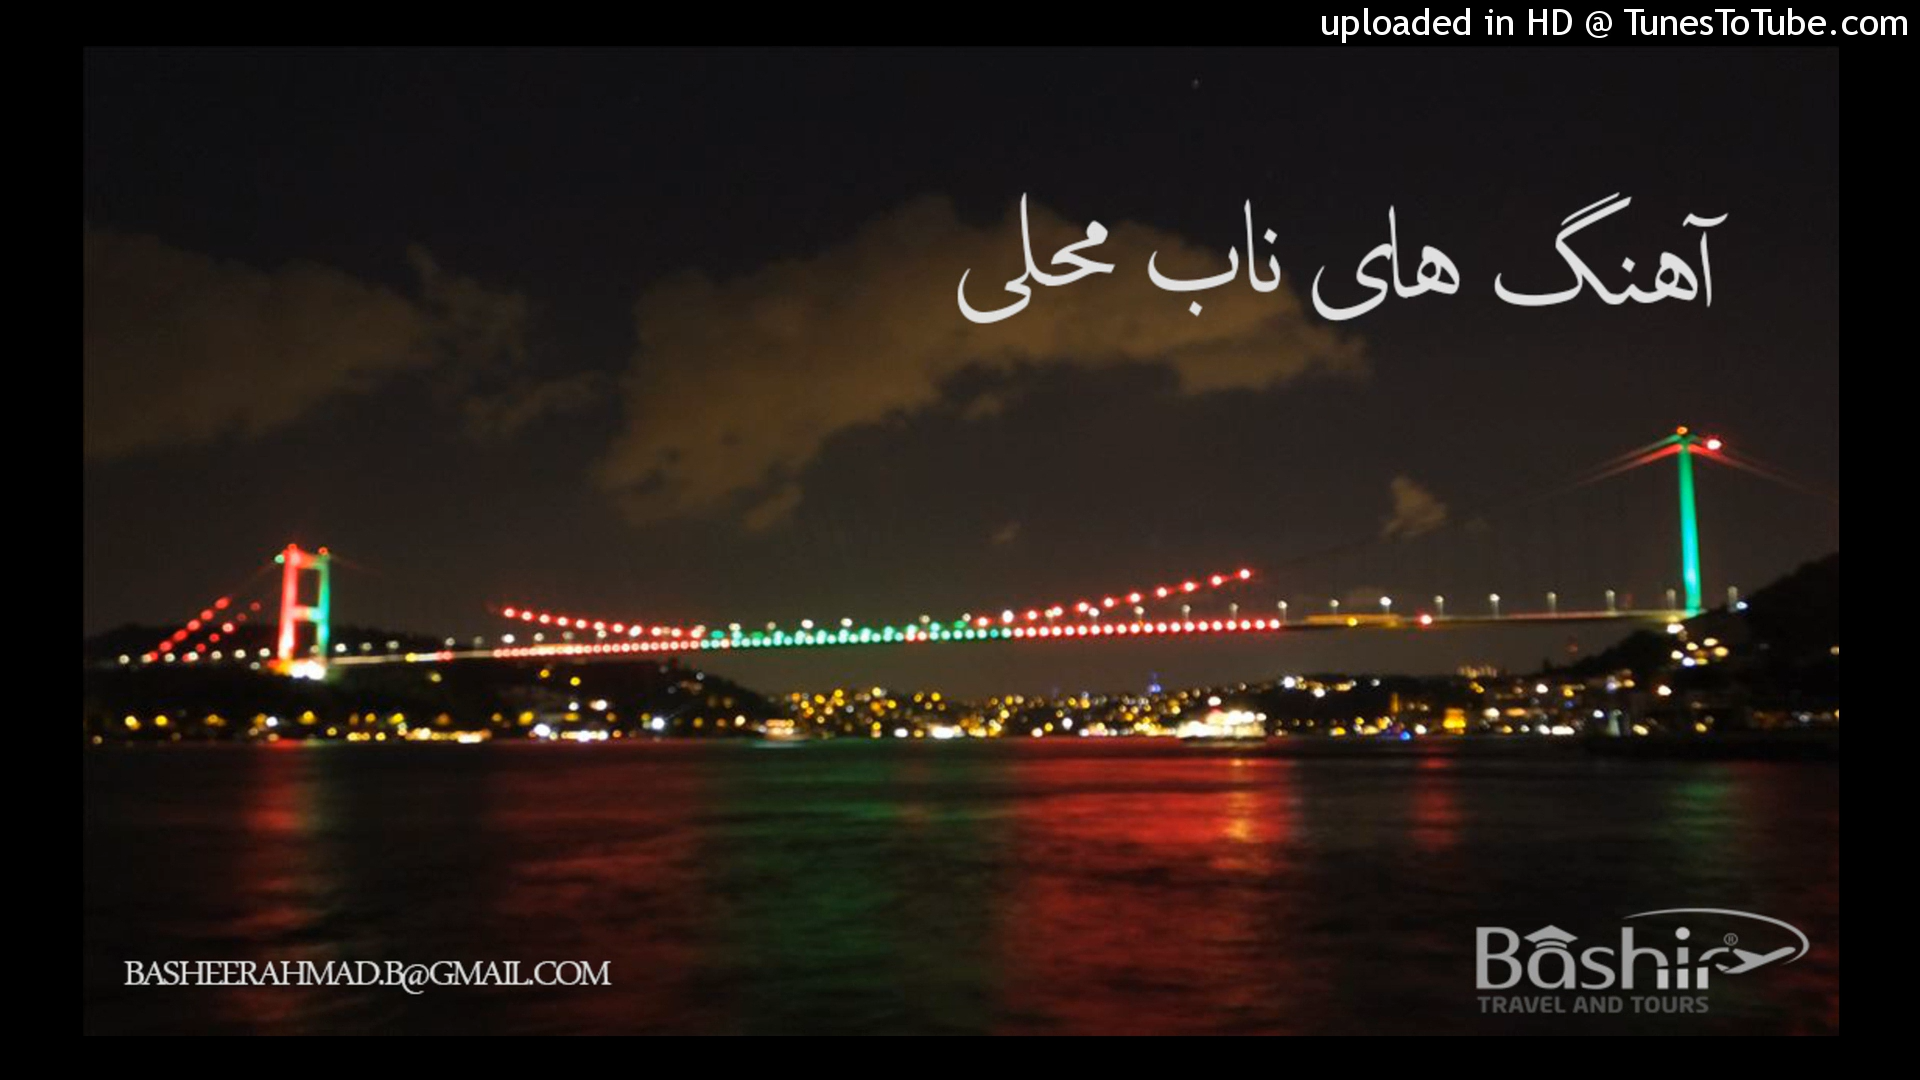 uploaded in HD @ TunesToTube.com
آهنگ های ناب محلی
BASHEERAHMAD.B@GMAIL.COM
Bashir®
TRAVEL AND TOURS